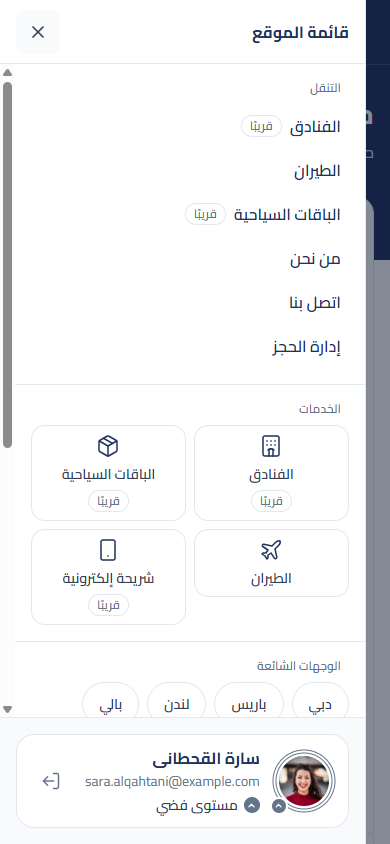 قائمة الموقع
التنقل
الفنادق قريبًا
الطيران
الباقات السياحية قريبًا
من نحن
اتصل بنا
إدارة الحجز
الخدمات
الفنادق
قريبًا
الباقات السياحية
قريبًا
الطيران
شريحة إلكترونية
قريبًا
الوجهات الشائعة
دبي باريس لندن بالي
سارة القحطاني
sara.alqahtani@example.com
مستوى فضي